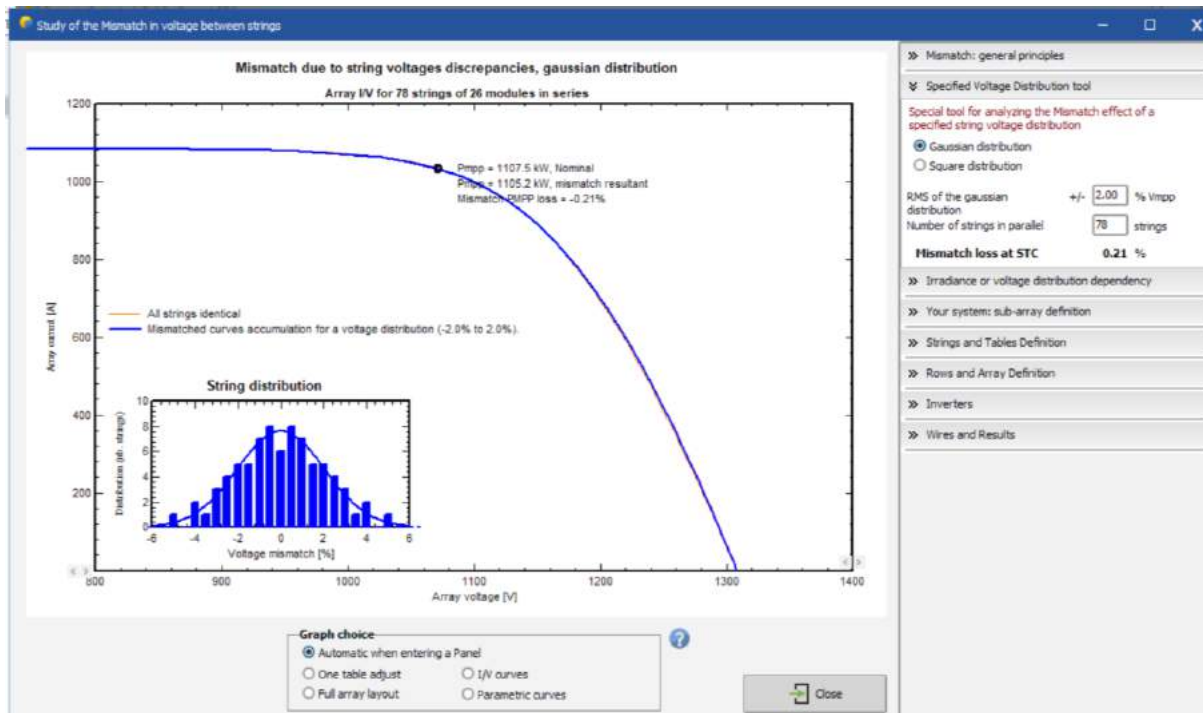 Study of the Mismatch in voltage between strings
Mismatch due to string voltages discrepancies, gaussian distribution
Array I/V for 78 strings of 26 modules in series
1200
1000
800
600
400
200
Array current [A]
Pmpp = 1107.5 kW, Nominal
Pmpp = 1105.2 kW, mismatch resultant
Mismatch PMPP loss = -0.21%
All strings identical
Mismatched curves accumulation for a voltage distribution (-2.0% to 2.0%).
String distribution
10
8
6
4
2
0
Distribution (nb. strings)
-6 -4 -2 0 2 4 6
Voltage mismatch [%]
800 900 1000 1100 1200 1300 1400
Array voltage [V]
Graph choice
Automatic when entering a Panel
One table adjust
I/V curves
Full array layout
Parametric curves
?
Close
Mismatch: general principles
Specified Voltage Distribution tool
Special tool for analyzing the Mismatch effect of a
specified string voltage distribution
Gaussian distribution
Square distribution
RMS of the gaussian +/- 2.00 % Vmpp
distribution
Number of strings in parallel 78 strings
Mismatch loss at STC 0.21 %
Irradiance or voltage distribution dependency
Your system: sub-array definition
Strings and Tables Definition
Rows and Array Definition
Inverters
Wires and Results